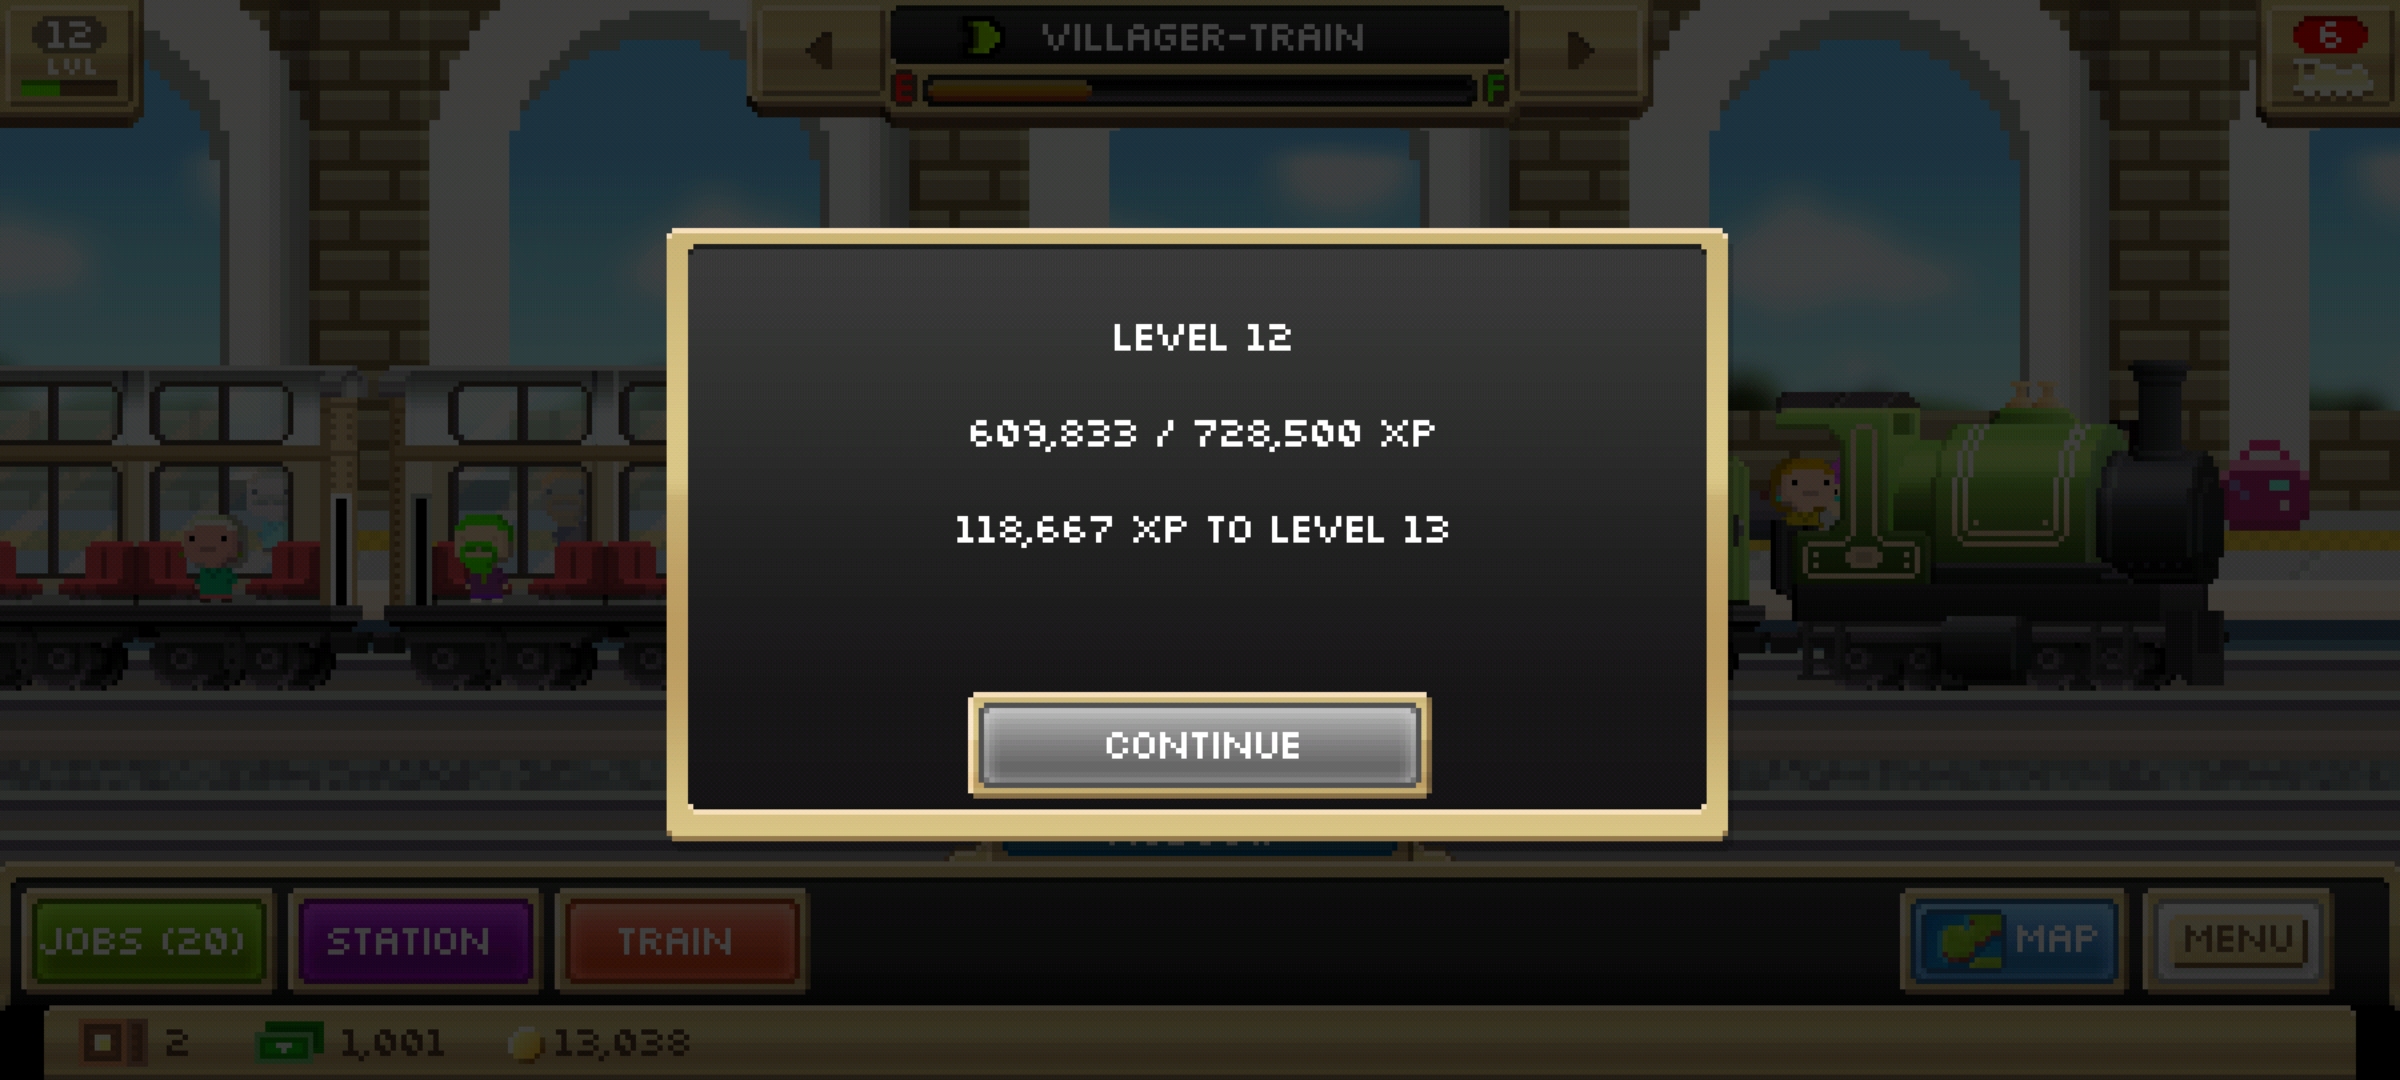 12
LVL
VILLAGER-TRAIN
E
F
6
LEVEL 12
609,833 / 728,500 XP
118,667 XP TO LEVEL 13
CONTINUE
JOBS (20)
STATION
TRAIN
MAP
MENU
2
1,001
13,038